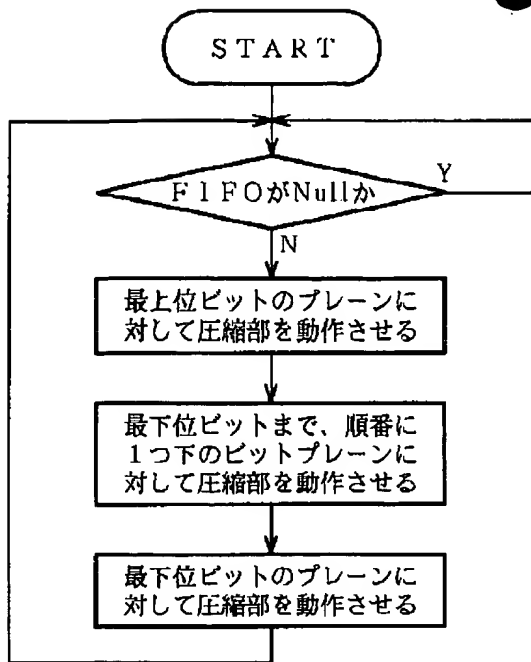 START
FIFOがNullか
Y
N
最上位ビットのプレーンに
対して圧縮部を動作させる
最下位ビットまで、順番に
1つ下のビットプレーンに
対して圧縮部を動作させる
最下位ビットのプレーンに
対して圧縮部を動作させる